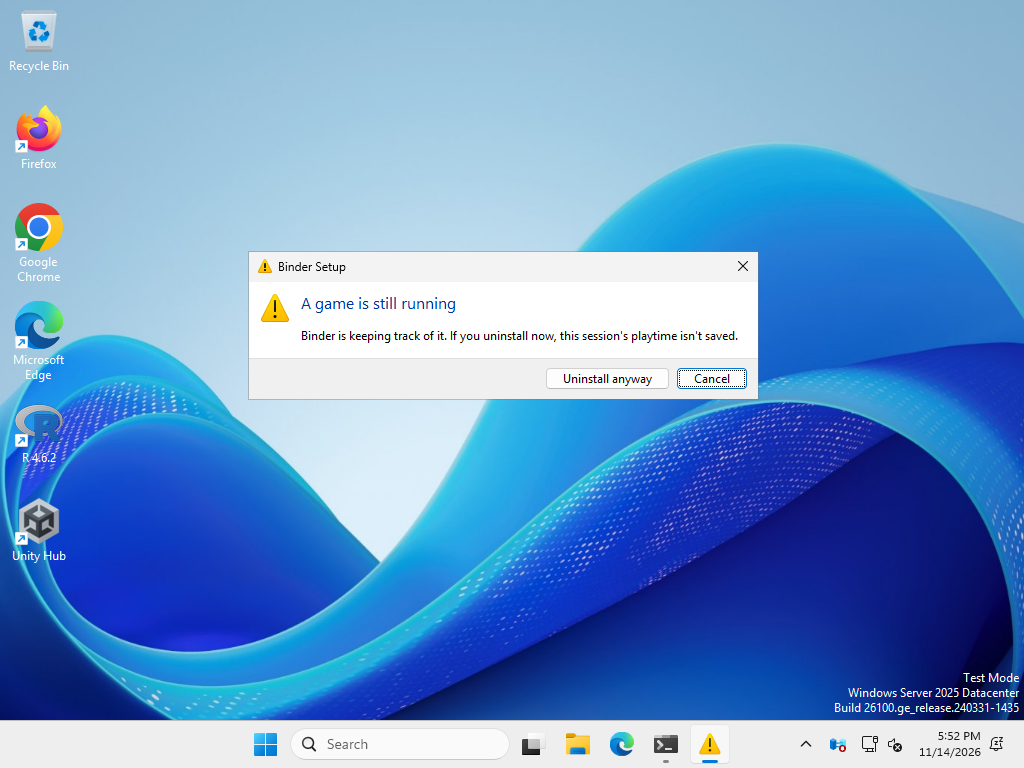 Recycle Bin
Firefox
Google
Chrome
Microsoft
Edge
R 4.6.2
Unity Hub
Binder Setup
A game is still running
Binder is keeping track of it. If you uninstall now, this session's playtime isn't saved.
Uninstall anyway
Cancel
Test Mode
Windows Server 2025 Datacenter
Build 26100.ge_release.240331-1435
Search
5:52 PM
11/14/2026